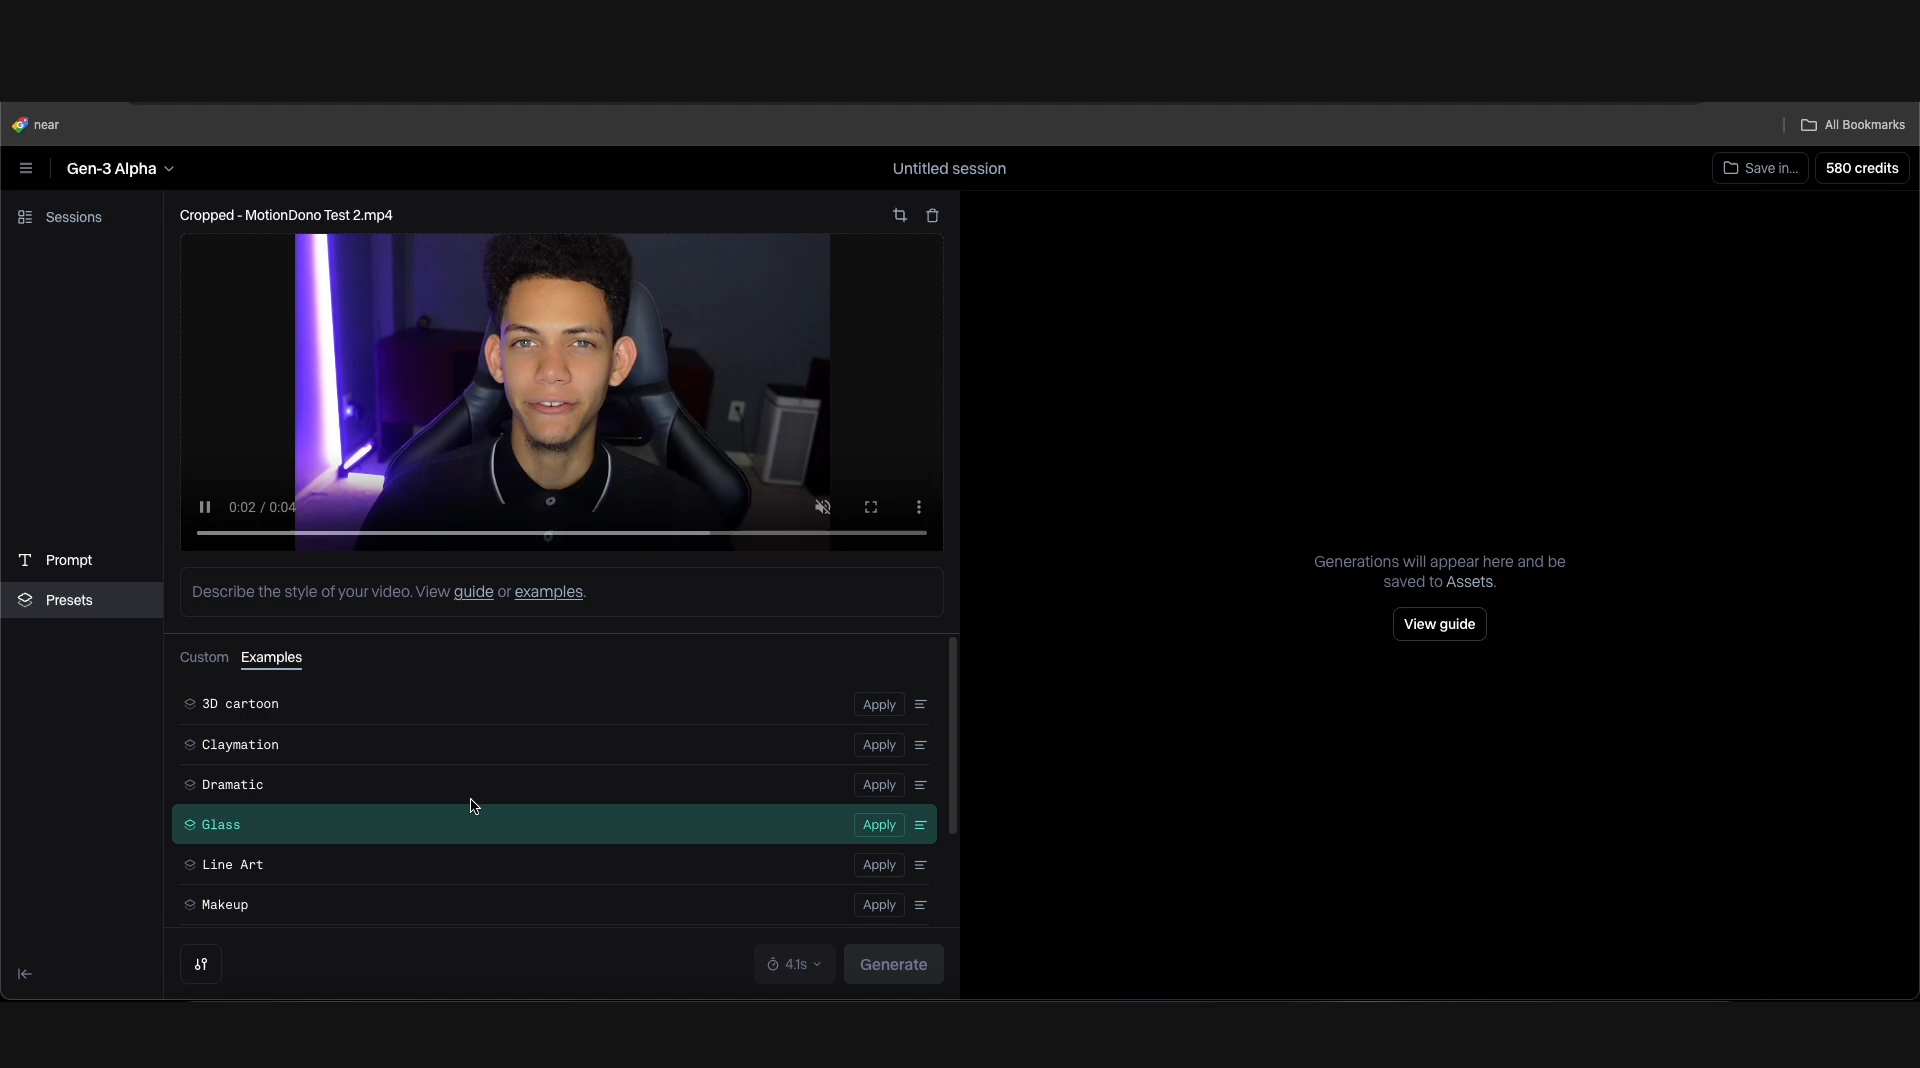 near
All Bookmarks
Gen-3 Alpha
Untitled session
Save in...
580 credits
Sessions
Cropped - MotionDono Test 2.mp4
0:02 / 0:04
Prompt
Presets
Describe the style of your video. View guide or examples.
Custom
Examples
3D cartoon
Apply
Claymation
Apply
Dramatic
Apply
Glass
Apply
Line Art
Apply
Makeup
Apply
4.1s
Generate
Generations will appear here and be
saved to Assets.
View guide